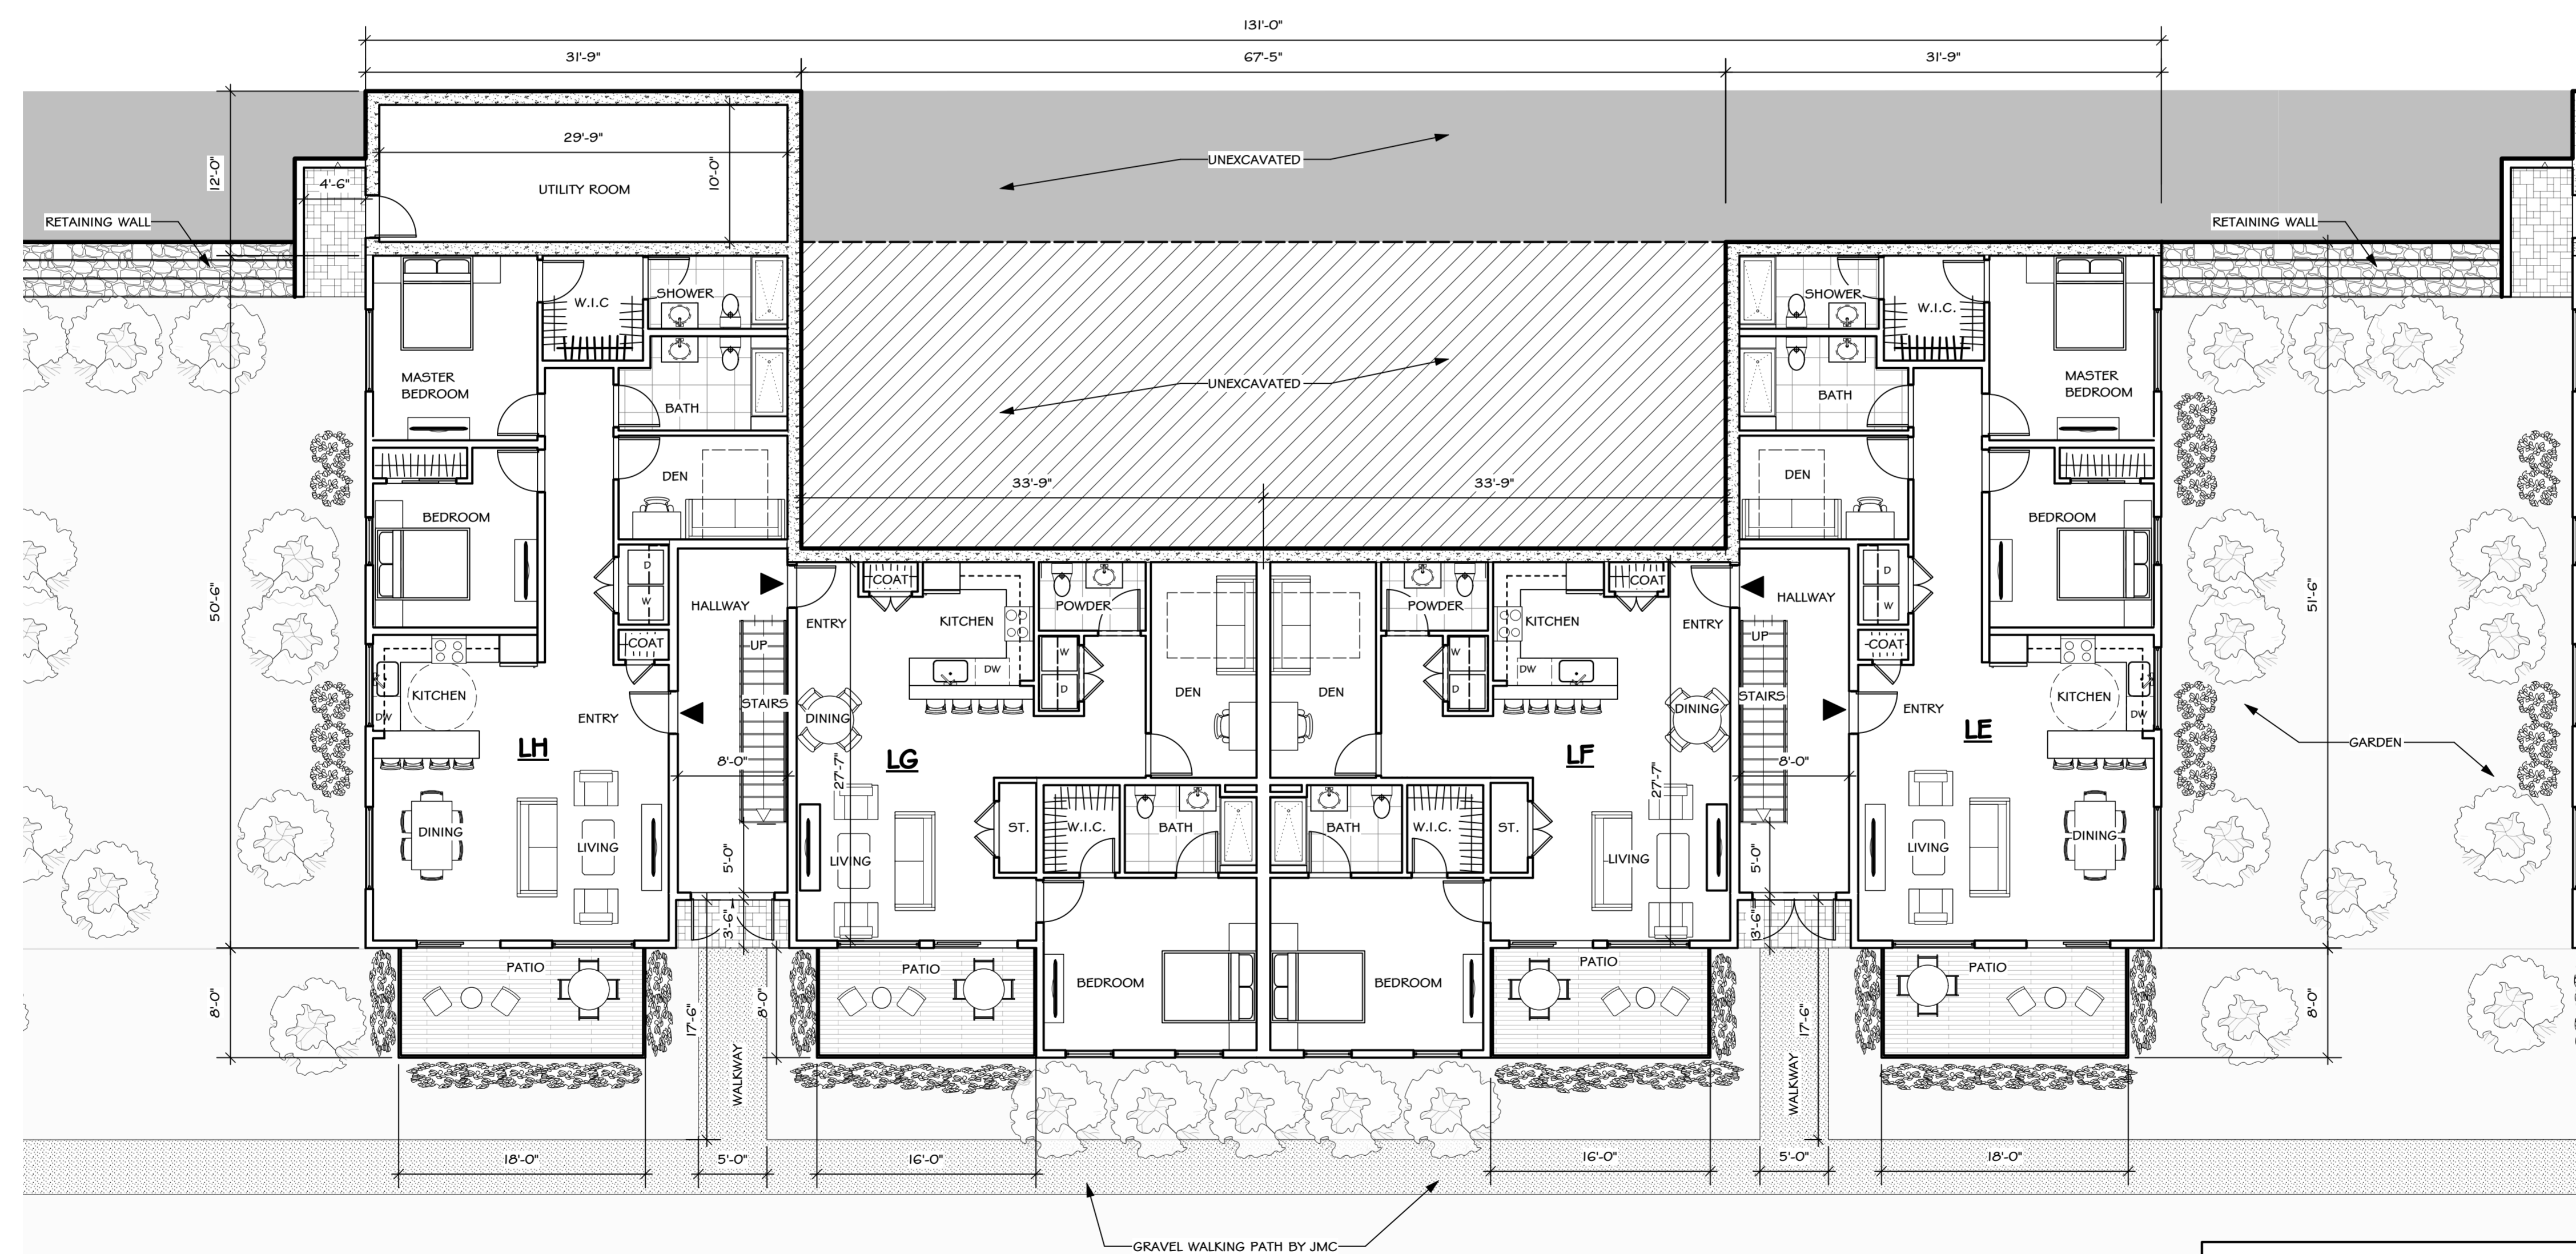 131'-0"
31'-9"
67'-5"
31'-9"
29'-9"
12'-0"
10'-0"
4'-6"
UTILITY ROOM
UNEXCAVATED
RETAINING WALL
RETAINING WALL
SHOWER
W.I.C
SHOWER
W.I.C.
MASTER
BEDROOM
BATH
UNEXCAVATED
BATH
MASTER
BEDROOM
DEN
33'-9"
33'-9"
DEN
BEDROOM
BEDROOM
D
W
COAT
HALLWAY
POWDER
COAT
POWDER
HALLWAY
D
W
50'-6"
51'-6"
ENTRY
KITCHEN
KITCHEN
ENTRY
COAT
UP
UP
COAT
W
D
DW
DW
W
D
KITCHEN
DW
ENTRY
STAIRS
DINING
DEN
DEN
DINING
STAIRS
ENTRY
KITCHEN
DW
LH
LG
LF
LE
GARDEN
8'-0"
27'-7"
27'-7"
8'-0"
DINING
LIVING
5'-0"
LIVING
ST.
W.I.C.
BATH
BATH
W.I.C.
ST.
LIVING
5'-0"
LIVING
DINING
3'-6"
3'-6"
PATIO
PATIO
BEDROOM
BEDROOM
PATIO
PATIO
8'-0"
17'-6"
8'-0"
17'-6"
8'-0"
WALKWAY
WALKWAY
18'-0"
5'-0"
16'-0"
16'-0"
5'-0"
18'-0"
GRAVEL WALKING PATH BY JMC